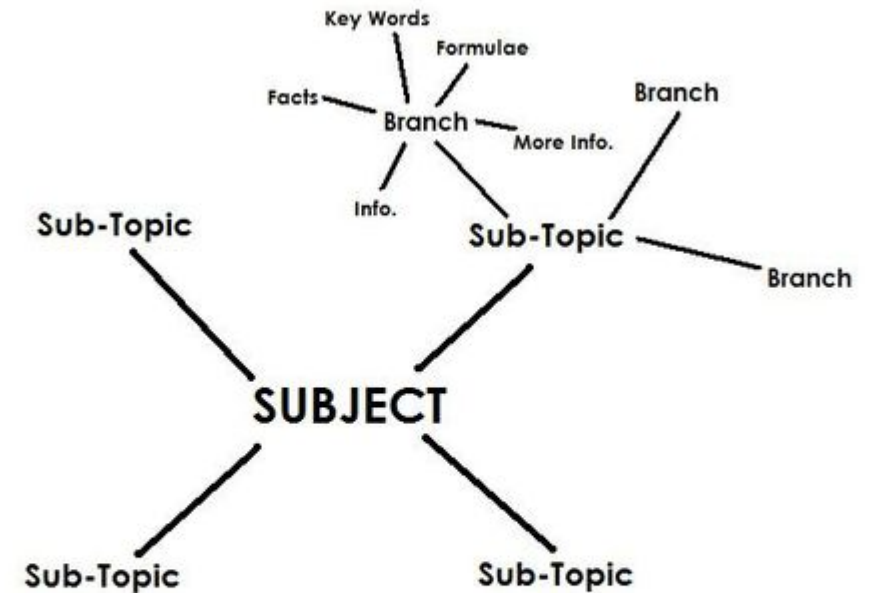 Key Words
Formulae
Facts
Branch
Branch
More Info.
Info.
Sub-Topic
Sub-Topic
Branch
SUBJECT
Sub-Topic
Sub-Topic